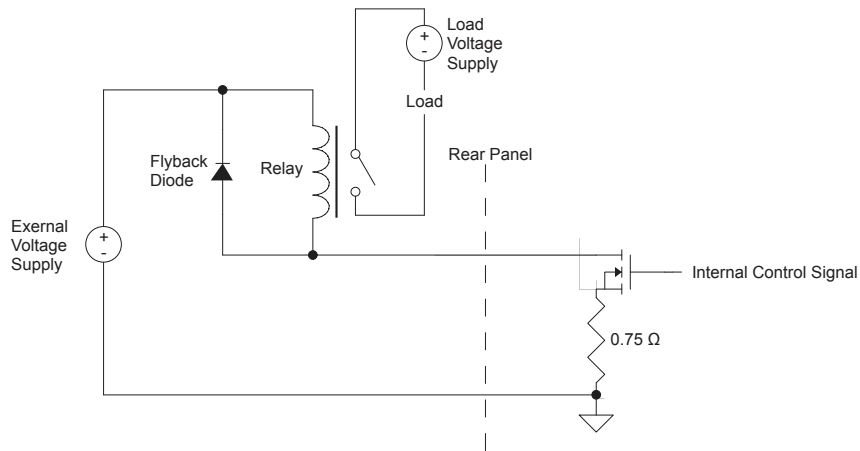 Load
Voltage
Supply
Load
Flyback
Diode
Relay
Rear Panel
Exernal
Voltage
Supply
Internal Control Signal
0.75 Ω